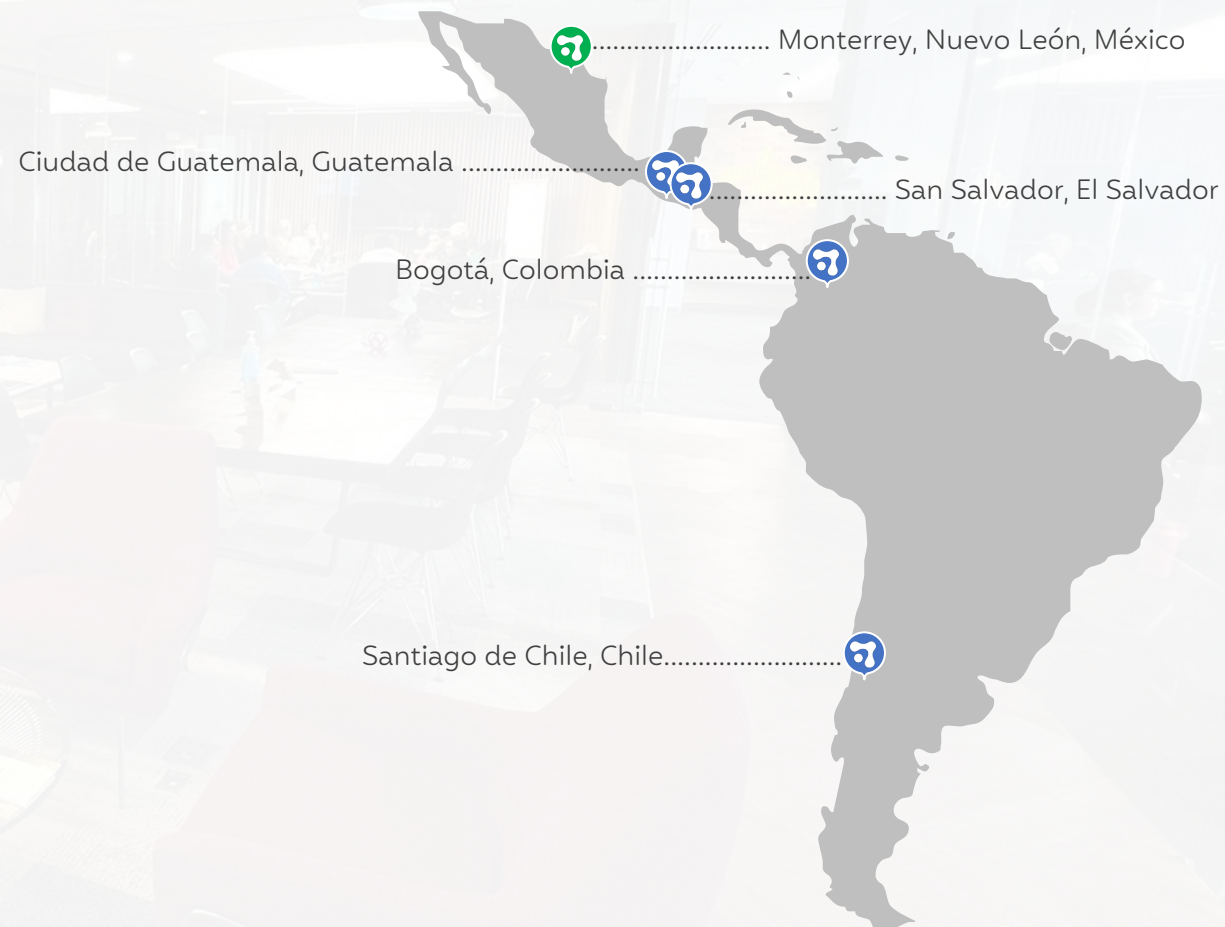 Monterrey, Nuevo León, México
Ciudad de Guatemala, Guatemala
San Salvador, El Salvador
Bogotá, Colombia
Santiago de Chile, Chile